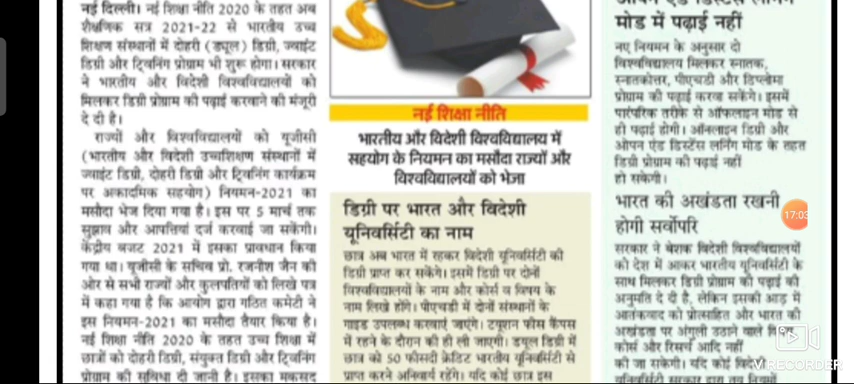 नई दिल्ली। नई शिक्षा नीति 2020 के तहत अब
शैक्षणिक सत्र 2021-22 से भारतीय उच्च
शिक्षण संस्थानों में दोहरी (ड्यूल) डिग्री, ज्वाइंट
डिग्री और ट्विनिंग प्रोग्राम भी शुरू होगा। सरकार
ने भारतीय और विदेशी विश्वविद्यालयों को
मिलकर डिग्री प्रोग्राम की पढ़ाई करवाने की मंजूरी
दे दी है।
राज्यों और विश्वविद्यालयों को यूजीसी
(भारतीय और विदेशी उच्चशिक्षण संस्थानों में
ज्वाइंट डिग्री, दोहरी डिग्री और ट्विनिंग कार्यक्रम
पर अकादमिक सहयोग) नियमन-2021 का
मसौदा भेज दिया गया है। इस पर 5 मार्च तक
सुझाव और आपत्तियां दर्ज करवाई जा सकेंगी।
केंद्रीय बजट 2021 में इसका प्रावधान किया
गया था। यूजीसी के सचिव प्रो. रजनीश जैन की
ओर से सभी राज्यों और कुलपतियों को लिखे पत्र
में कहा गया है कि आयोग द्वारा गठित कमेटी ने
इस नियमन-2021 का मसौदा तैयार किया है।
नई शिक्षा नीति 2020 के तहत उच्च शिक्षा में
छात्रों को दोहरी डिग्री, संयुक्त डिग्री और ट्विनिंग
प्रोग्राम की सुविधा दी जानी है। इसका मकसद
नई शिक्षा नीति
भारतीय और विदेशी विश्वविद्यालय में
सहयोग के नियमन का मसौदा राज्यों और
विश्वविद्यालयों को भेजा
डिग्री पर भारत और विदेशी
यूनिवर्सिटी का नाम
छात्र अब भारत में रहकर विदेशी यूनिवर्सिटी की
डिग्री प्राप्त कर सकेंगे। इसमें डिग्री पर दोनों
विश्वविद्यालयों के नाम और कोर्स व विषय के
नाम लिखे होंगे। पीएचडी में दोनों संस्थानों के
गाइड उपलब्ध करवाएं जाएंगे। ट्यूशन फीस कैंपस
में रहने के दौरान की ही ली जाएगी। डयूल डिग्री में
छात्र को 50 फीसदी क्रेडिट भारतीय यूनिवर्सिटी से
प्राप्त करने अनिवार्य रहेंगे। यदि कोई छात्र इस
ओपन एंड डिस्टेंस लर्निंग
मोड में पढ़ाई नहीं
नए नियमन के अनुसार दो
विश्वविद्यालय मिलकर स्नातक,
स्नातकोत्तर, पीएचडी और डिप्लोमा
प्रोग्राम की पढ़ाई करवा सकेंगे। इसमें
पारंपरिक तरीके से ऑफलाइन मोड से
ही पढ़ाई होगी। ऑनलाइन डिग्री और
ओपन एंड डिस्टेंस लर्निंग मोड के तहत
डिग्री प्रोग्राम की पढ़ाई नहीं
हो सकेगी।
भारत की अखंडता रखनी
होगी सर्वोपरि
17:03
सरकार ने बेशक विदेशी विश्वविद्यालयों
को देश में आकर भारतीय यूनिवर्सिटी के
साथ मिलकर डिग्री प्रोग्राम की पढ़ाई की
अनुमति दे दी है, लेकिन इसकी आड़ में
आतंकवाद को प्रोत्साहित और भारत की
अखंडता पर अंगुली उठाने वाले
कोर्स और रिसर्च आदि नहीं
की जा सकेगी। यदि कोई
RECORDER